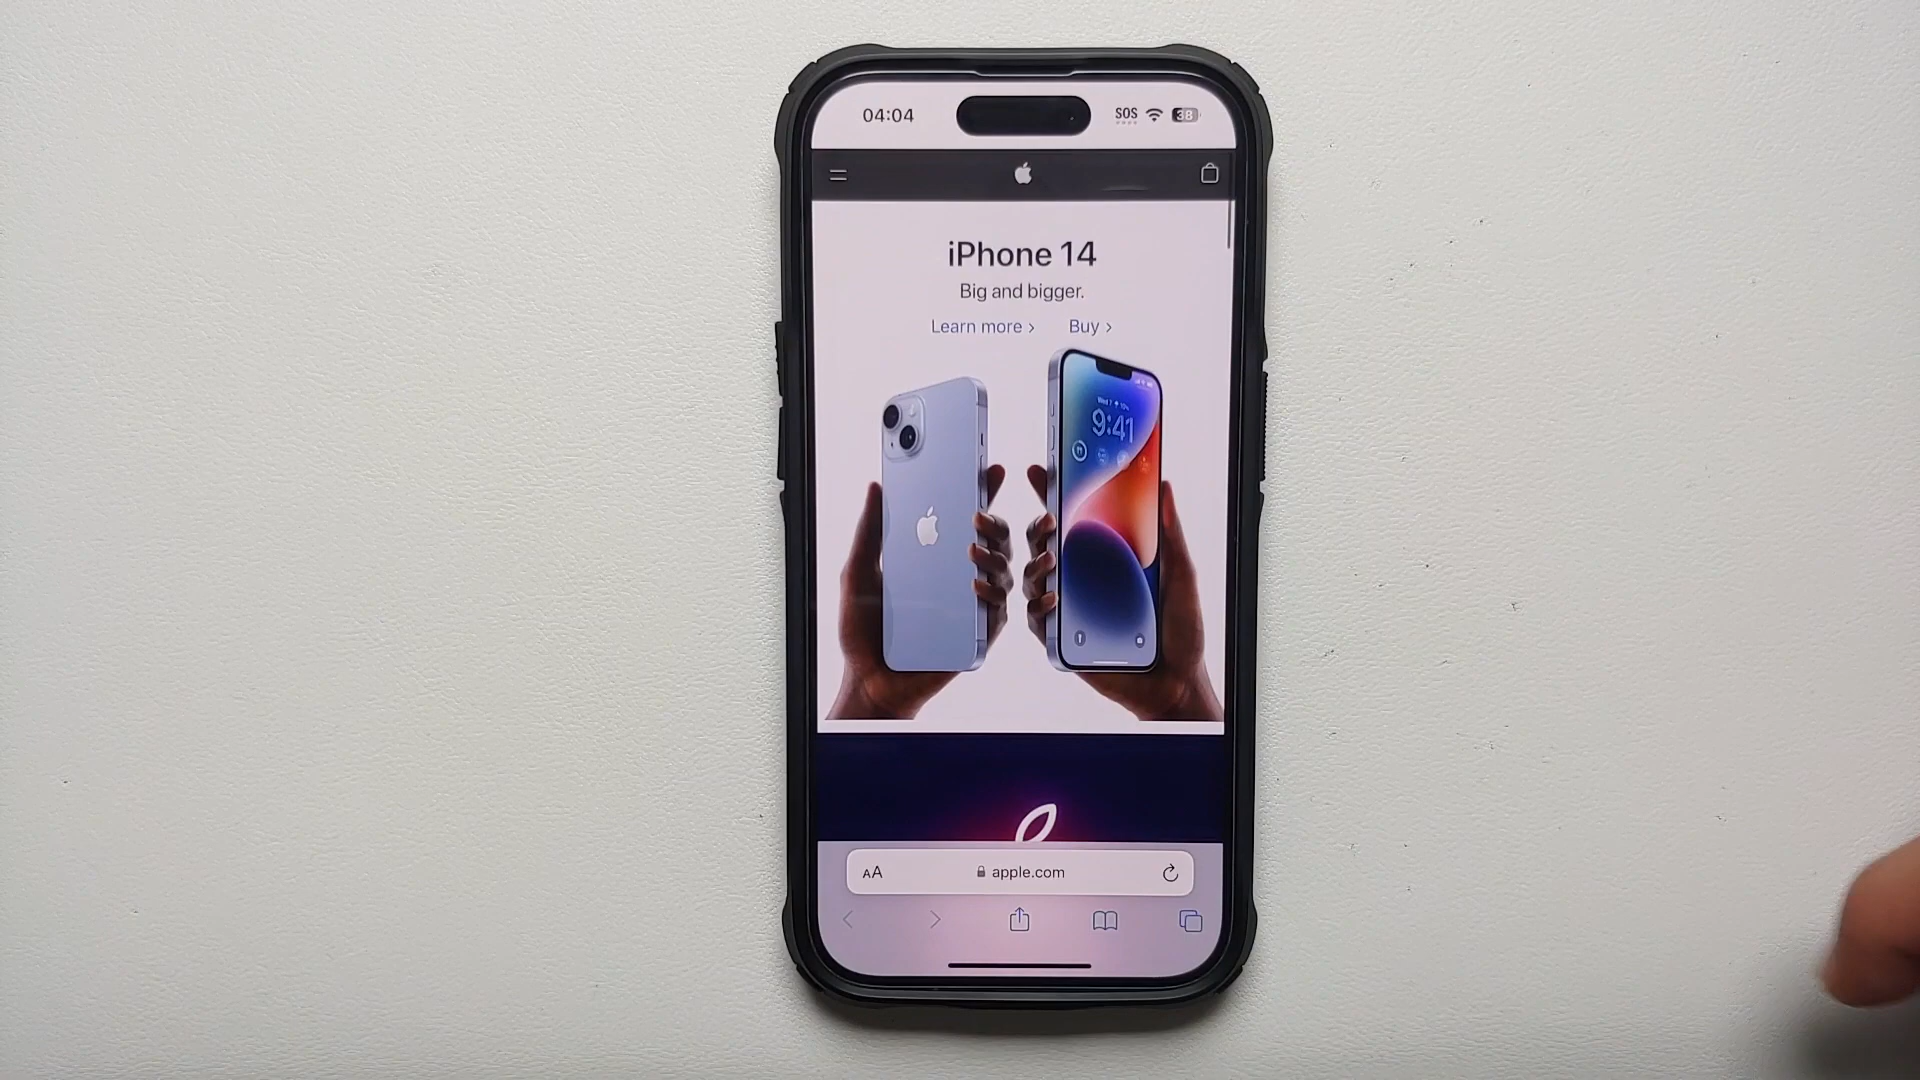 04:04 SOS 38
iPhone 14
Big and bigger.
Learn more > Buy >
9:41
AA apple.com